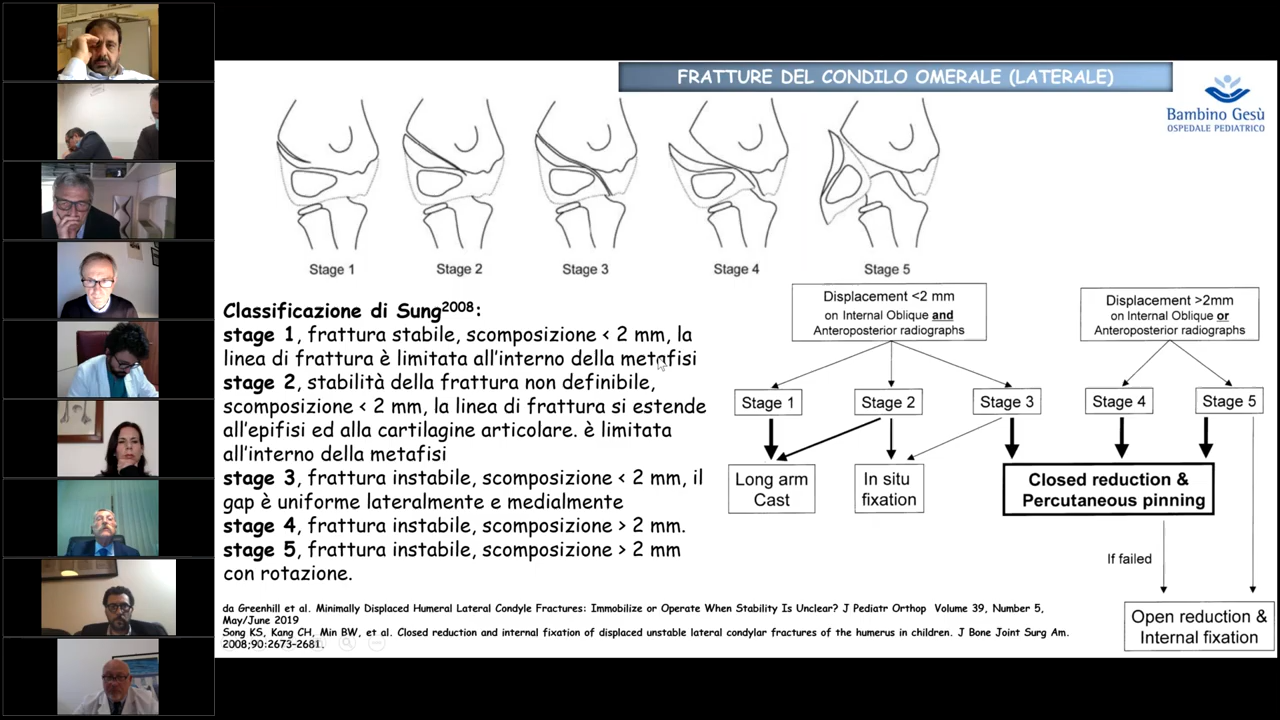 FRATTURE DEL CONDILO OMERALE (LATERALE)
Bambino Gesù
OSPEDALE PEDIATRICO
Stage 1
Stage 2
Stage 3
Stage 4
Stage 5
Classificazione di Sung2008:
stage 1, frattura stabile, scomposizione < 2 mm, la
linea di frattura è limitata all'interno della metafisi
stage 2, stabilità della frattura non definibile,
scomposizione < 2 mm, la linea di frattura si estende
all'epifisi ed alla cartilagine articolare. è limitata
all'interno della metafisi
stage 3, frattura instabile, scomposizione < 2 mm, il
gap è uniforme lateralmente e medialmente
stage 4, frattura instabile, scomposizione > 2 mm.
stage 5, frattura instabile, scomposizione > 2 mm
con rotazione.
Displacement <2 mm
on Internal Oblique and
Anteroposterior radiographs
Displacement >2mm
on Internal Oblique or
Anteroposterior radiographs
Stage 1
Stage 2
Stage 3
Stage 4
Stage 5
Long arm
Cast
In situ
fixation
Closed reduction &
Percutaneous pinning
If failed
Open reduction &
Internal fixation
da Greenhill et al. Minimally Displaced Humeral Lateral Condyle Fractures: Immobilize or Operate When Stability Is Unclear? J Pediatr Orthop Volume 39, Number 5,
May/June 2019
Song KS, Kang CH, Min BW, et al. Closed reduction and internal fixation of displaced unstable lateral condylar fractures of the humerus in children. J Bone Joint Surg Am.
2008;90:2673-2681.